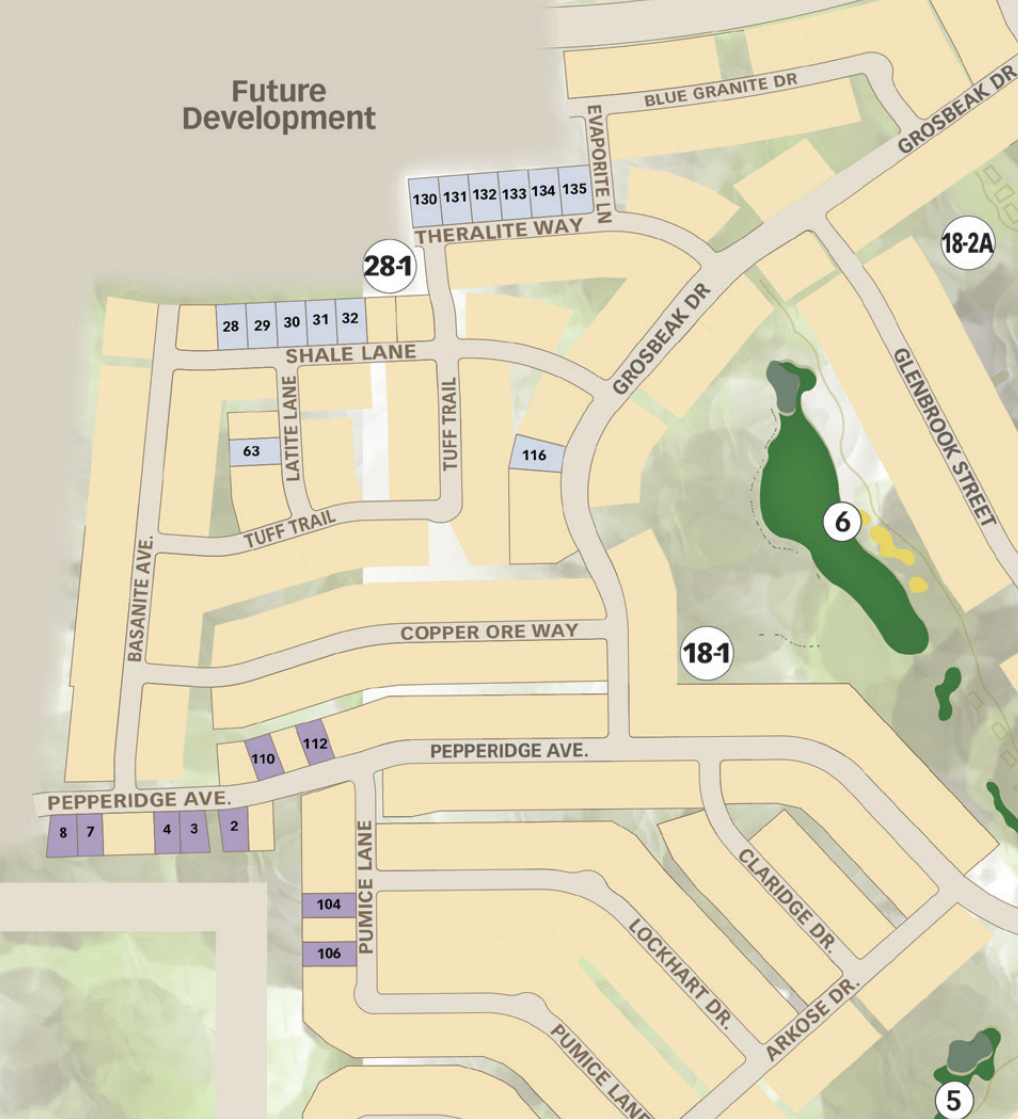 Future
Development
BLUE GRANITE DR
GROSBEAK DR
EVAPORITE LN
130 131 132 133 134 135
THERALITE WAY
18-2A
28-1
28 29 30 31 32
SHALE LANE
GROSBEAK DR
LATITE LANE
TUFF TRAIL
GLENBROOK STREET
63
116
TUFF TRAIL
6
BASANITE AVE.
COPPER ORE WAY
18-1
110 112
PEPPERIDGE AVE.
PEPPERIDGE AVE.
8 7 4 3 2
PUMICE LANE
CLARIDGE DR.
104
106
LOCKHART DR.
ARKOSE DR.
PUMICE LANE
5